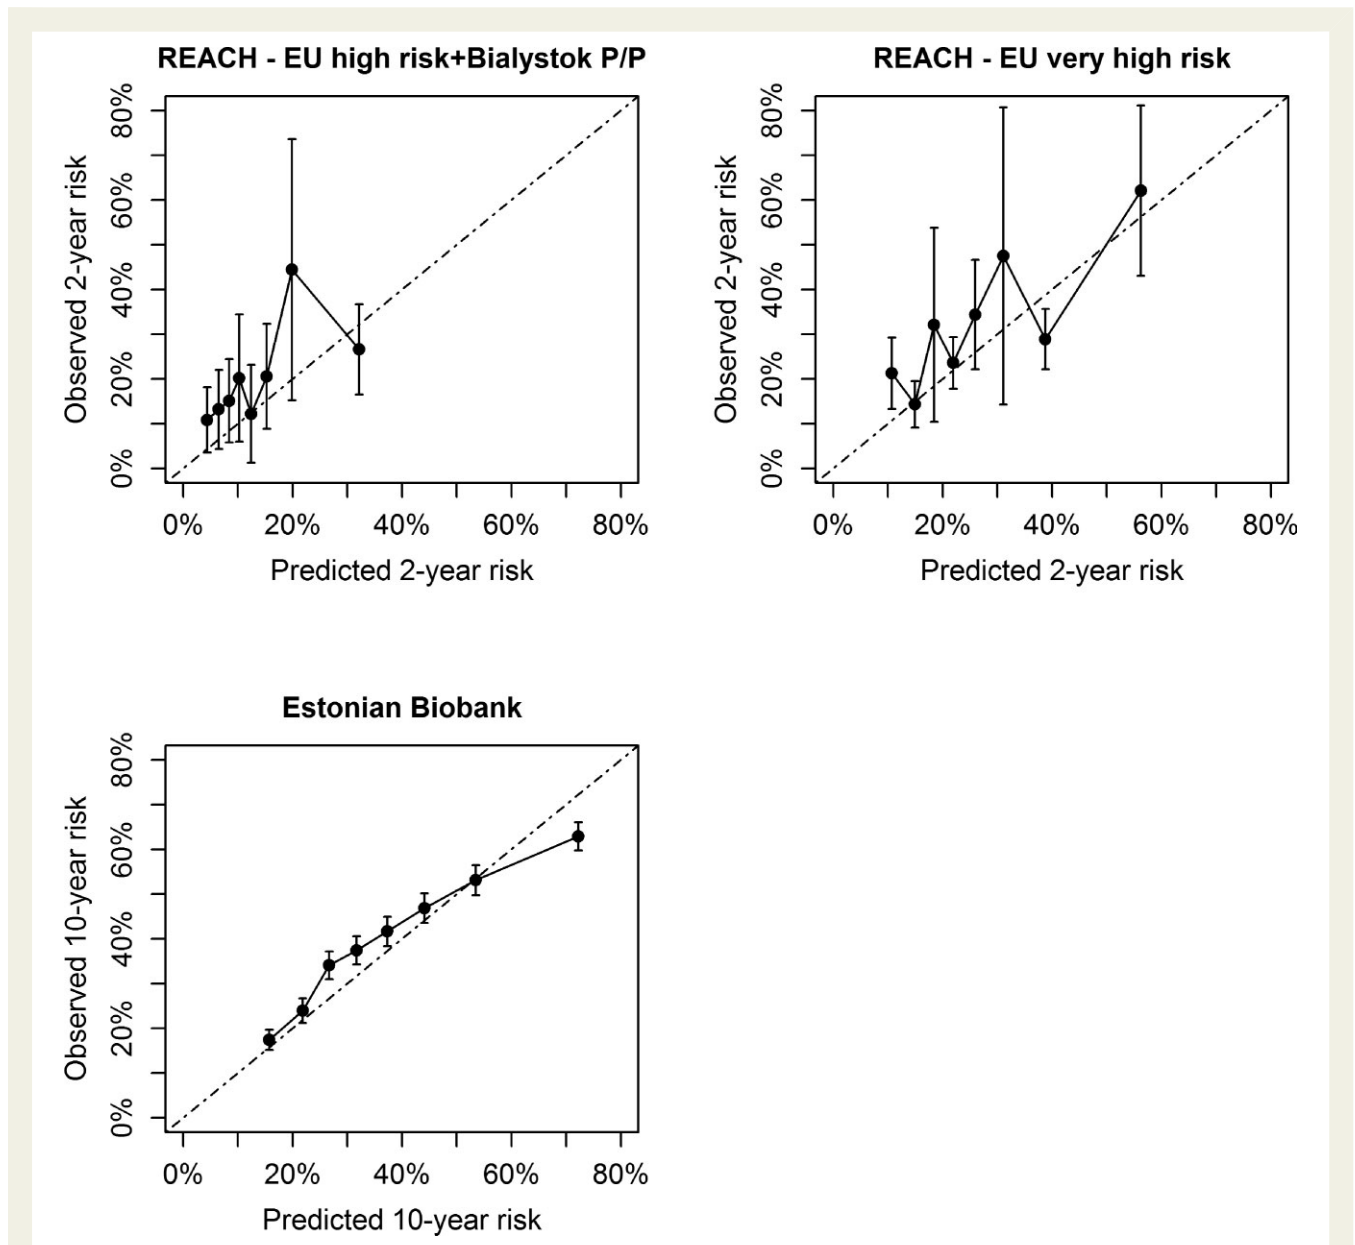 REACH - EU high risk+Bialystok P/P
Observed 2-year risk
80%
60%
40%
20%
0%
0% 20% 40% 60% 80%
Predicted 2-year risk
REACH - EU very high risk
Observed 2-year risk
80%
60%
40%
20%
0%
0% 20% 40% 60% 80%
Predicted 2-year risk
Estonian Biobank
Observed 10-year risk
80%
60%
40%
20%
0%
0% 20% 40% 60% 80%
Predicted 10-year risk